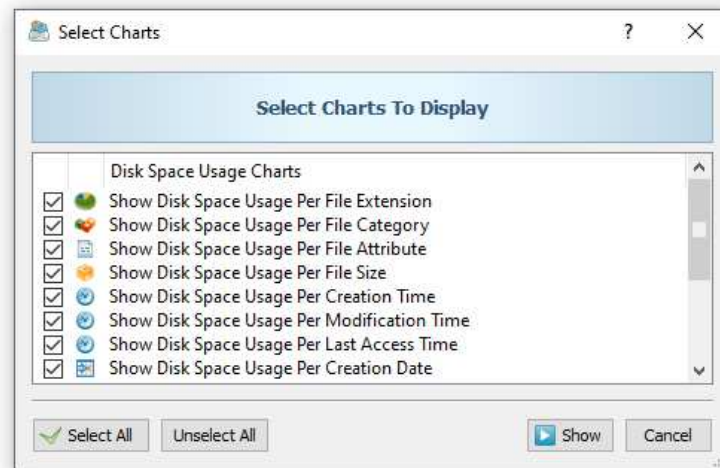 Select Charts
?
Select Charts To Display
Disk Space Usage Charts
Show Disk Space Usage Per File Extension
Show Disk Space Usage Per File Category
Show Disk Space Usage Per File Attribute
Show Disk Space Usage Per File Size
Show Disk Space Usage Per Creation Time
Show Disk Space Usage Per Modification Time
Show Disk Space Usage Per Last Access Time
Show Disk Space Usage Per Creation Date
Select All Unselect All Show Cancel